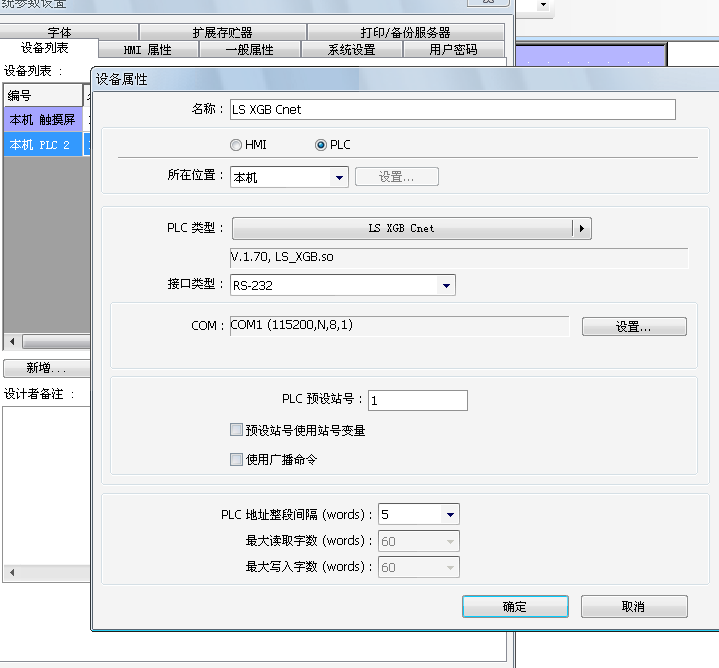 统参数设置
字体 扩展存贮器 打印/备份服务器
设备列表 HMI 属性 一般属性 系统设置 用户密码
设备列表 :
编号
本机 触摸屏
本机 PLC 2
新增...
设计者备注 :
设备属性
名称 : LS XGB Cnet
HMI PLC
所在位置 : 本机 设置...
PLC 类型 : LS XGB Cnet
V.1.70, LS_XGB.so
接口类型 : RS-232
COM : COM1 (115200,N,8,1) 设置...
PLC 预设站号 : 1
预设站号使用站号变量
使用广播命令
PLC 地址整段间隔 (words) : 5
最大读取字数 (words) : 60
最大写入字数 (words) : 60
确定 取消